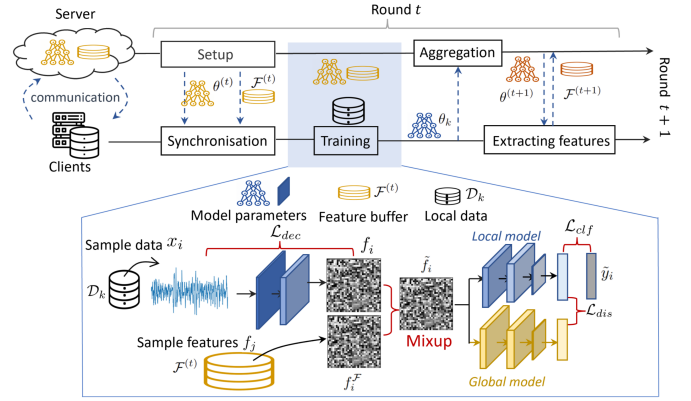 Round t
Server
Setup
Aggregation
θ^(t)
ℱ^(t)
θ^(t+1)
ℱ^(t+1)
communication
θ_k
Synchronisation
Training
Extracting features
Clients
Round t + 1
Model parameters
ℱ^(t)
Feature buffer
𝒟_k
Local data
Sample data x_i
ℒ_dec
f_i
𝒟_k
f̃_i
Local model
ℒ_clf
ỹ_i
ℒ_dis
Mixup
Sample features f_j
ℱ^(t)
f_i^ℱ
Global model